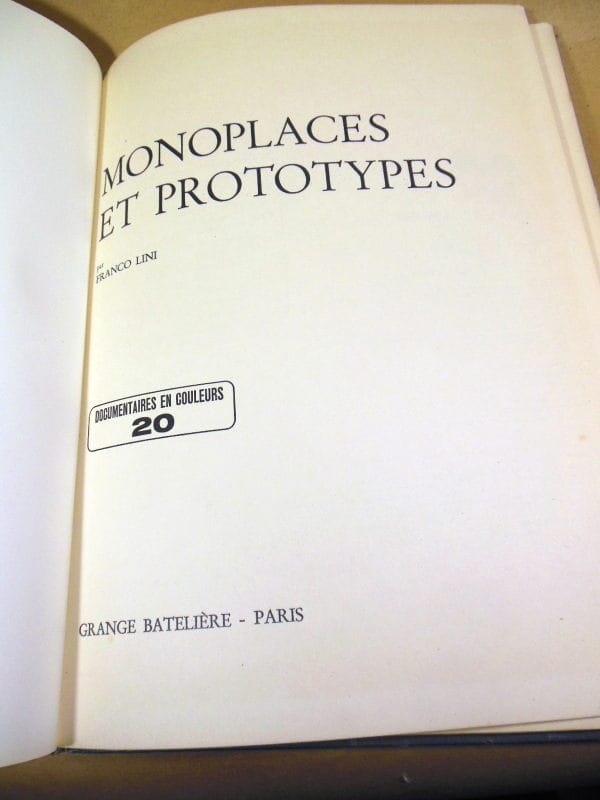 MONOPLACES
ET PROTOTYPES
par
FRANCO LINI
DOCUMENTAIRES EN COULEURS
20
GRANGE BATELIÈRE - PARIS